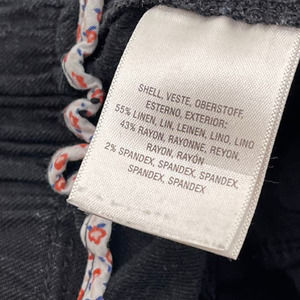 SHELL, VESTE, OBERSTOFF,
ESTERNO, EXTERIOR:
55% LINEN, LIN, LEINEN, LINO, LINO
43% RAYON, RAYONNE, REYON,
RAYON, RAYÓN
2% SPANDEX, SPANDEX, SPANDEX,
SPANDEX, SPANDEX